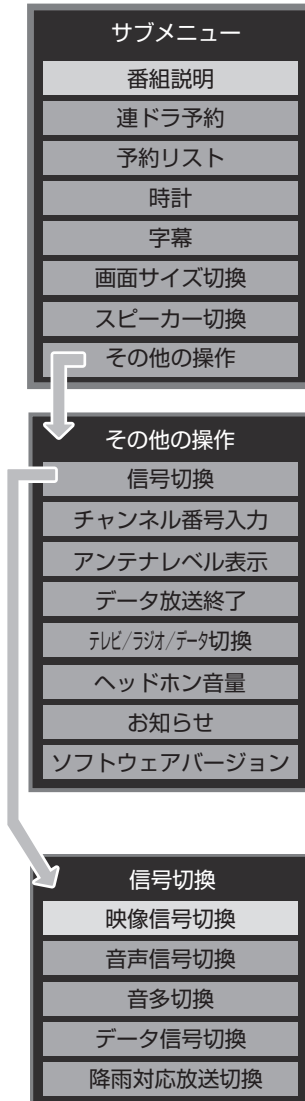 サブメニュー
番組説明
連ドラ予約
予約リスト
時計
字幕
画面サイズ切換
スピーカー切換
その他の操作
その他の操作
信号切換
チャンネル番号入力
アンテナレベル表示
データ放送終了
テレビ/ラジオ/データ切換
ヘッドホン音量
お知らせ
ソフトウェアバージョン
信号切換
映像信号切換
音声信号切換
音多切換
データ信号切換
降雨対応放送切換